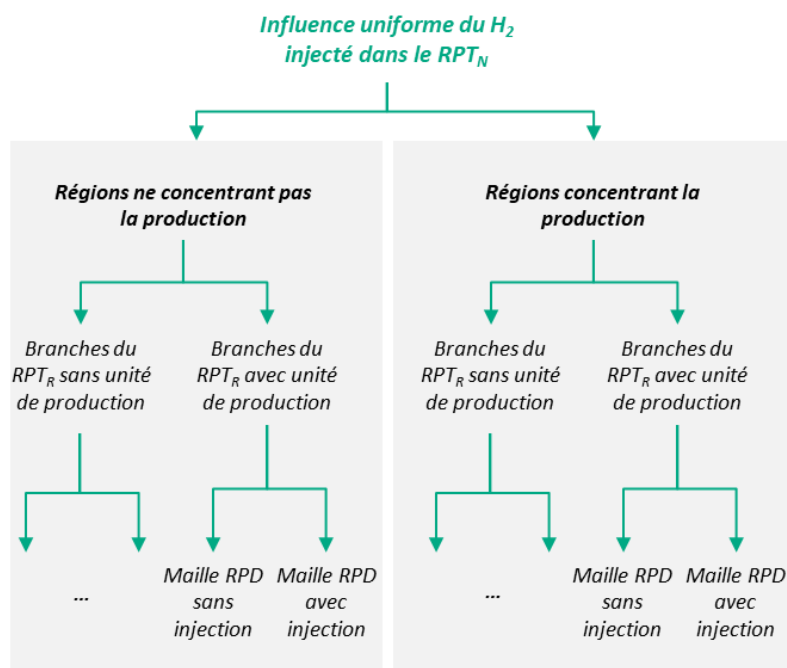 Influence uniforme du H2
injecté dans le RPTN
Régions ne concentrant pas
la production
Régions concentrant la
production
Branches du
RPTR sans unité
de production
Branches du
RPTR avec unité
de production
Branches du
RPTR sans unité
de production
Branches du
RPTR avec unité
de production
...
Maille RPD
sans
injection
Maille RPD
avec
injection
...
Maille RPD
sans
injection
Maille RPD
avec
injection